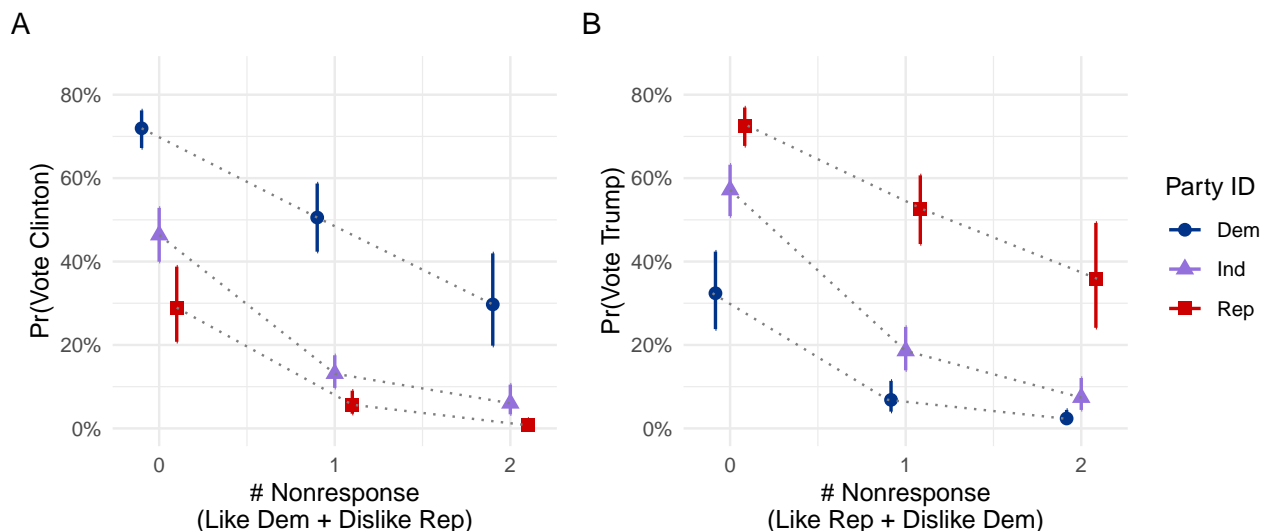 A
Pr(Vote Clinton)
80%
60%
40%
20%
0%
0 1 2
# Nonresponse
(Like Dem + Dislike Rep)
B
Pr(Vote Trump)
80%
60%
40%
20%
0%
0 1 2
# Nonresponse
(Like Rep + Dislike Dem)
Party ID
Dem
Ind
Rep